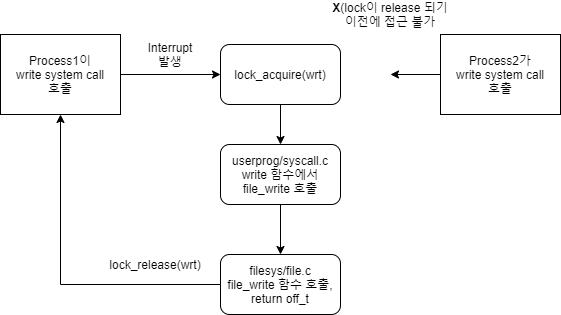 X(lock이 release 되기
이전에 접근 불가
Process1이
write system call
호출
Interrupt
발생
lock_acquire(wrt)
Process2가
write system call
호출
userprog/syscall.c
write 함수에서
file_write 호출
lock_release(wrt)
filesys/file.c
file_write 함수 호출,
return off_t